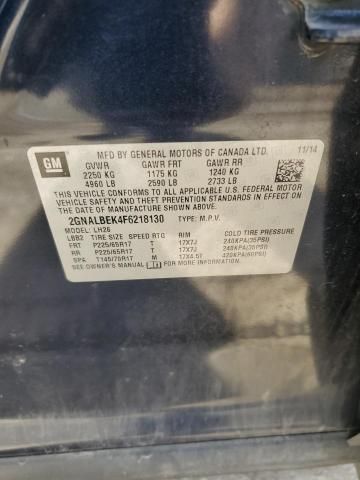 MFD BY GENERAL MOTORS OF CANADA LTD. 11/14
GM
GVWR GAWR FRT GAWR RR
2250 KG 1175 KG 1240 KG
4960 LB 2590 LB 2733 LB
THIS VEHICLE CONFORMS TO ALL APPLICABLE U.S. FEDERAL MOTOR
VEHICLE SAFETY AND THEFT PREVENTION STANDARDS IN EFFECT
ON THE DATE OF MANUFACTURE SHOWN ABOVE.
2GNALBEK4F6218130 TYPE: M.P.V.
MODEL: LH26
LBB2 TIRE SIZE SPEED RTG RIM COLD TIRE PRESSURE
FRT P225/65R17 T 17X7J 240KPA(35PSI)
RR P225/65R17 T 17X7J 240KPA(35PSI)
SPA T145/70R17 M 17X4.5T 420KPA(60PSI)
SEE OWNER'S MANUAL FOR ADDITIONAL INFORMATION.